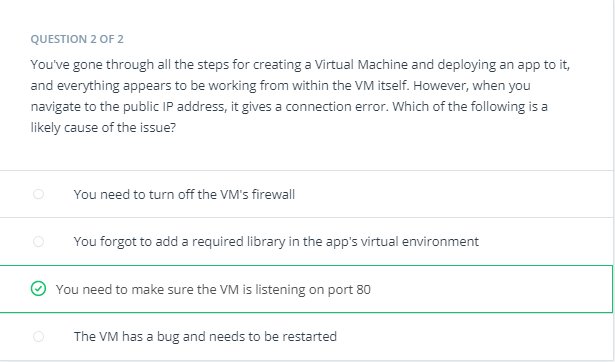 QUESTION 2 OF 2
You've gone through all the steps for creating a Virtual Machine and deploying an app to it,
and everything appears to be working from within the VM itself. However, when you
navigate to the public IP address, it gives a connection error. Which of the following is a
likely cause of the issue?
You need to turn off the VM's firewall
You forgot to add a required library in the app's virtual environment
You need to make sure the VM is listening on port 80
The VM has a bug and needs to be restarted